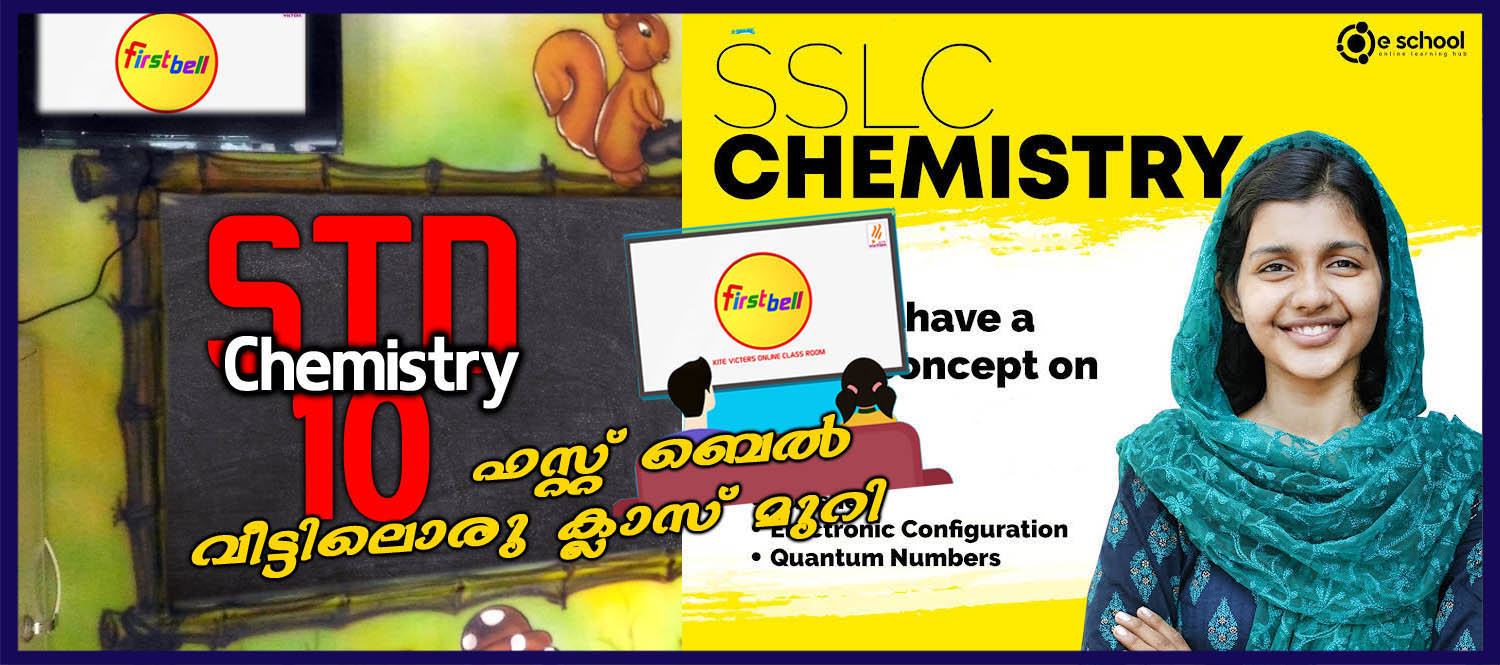 firstbell
STD
Chemistry
10
ഫസ്റ്റ് ബെൽ
വീട്ടിലൊരു ക്ലാസ് മുറി
firstbell
KITE VICTERS ONLINE CLASS ROOM
e school
online learning hub
SSLC
CHEMISTRY
have a
concept on
• Electronic Configuration
• Quantum Numbers